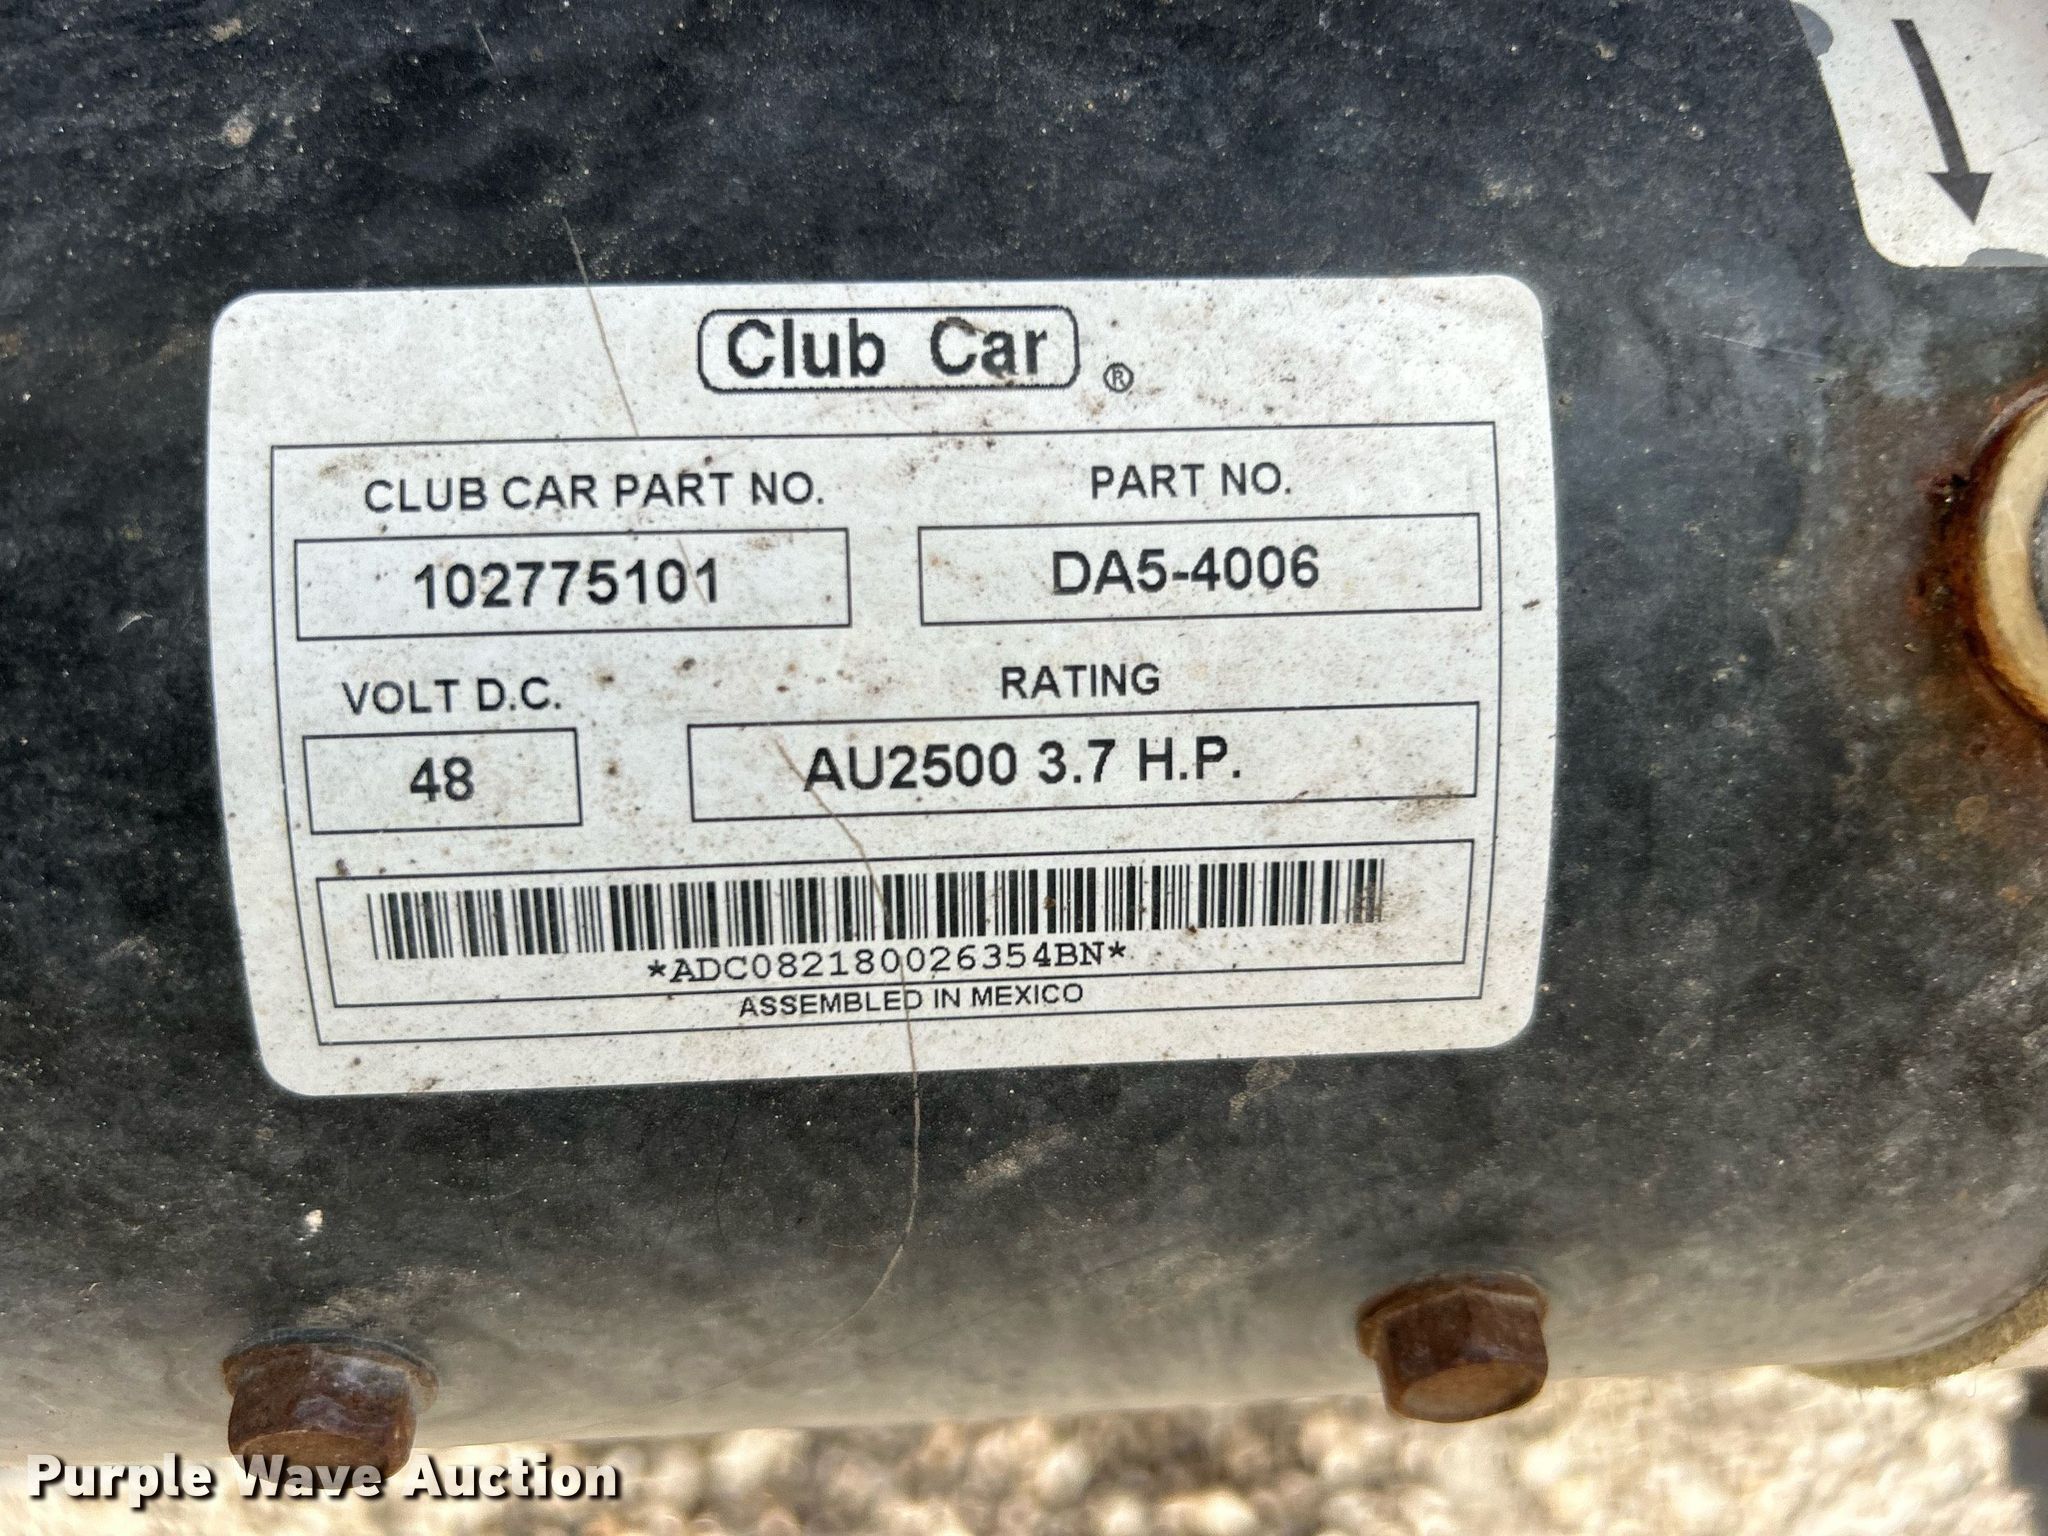 Club Car ®
CLUB CAR PART NO.
PART NO.
102775101
DA5-4006
VOLT D.C.
RATING
48
AU2500 3.7 H.P.
*ADC082180026354BN*
ASSEMBLED IN MEXICO
Purple Wave Auction